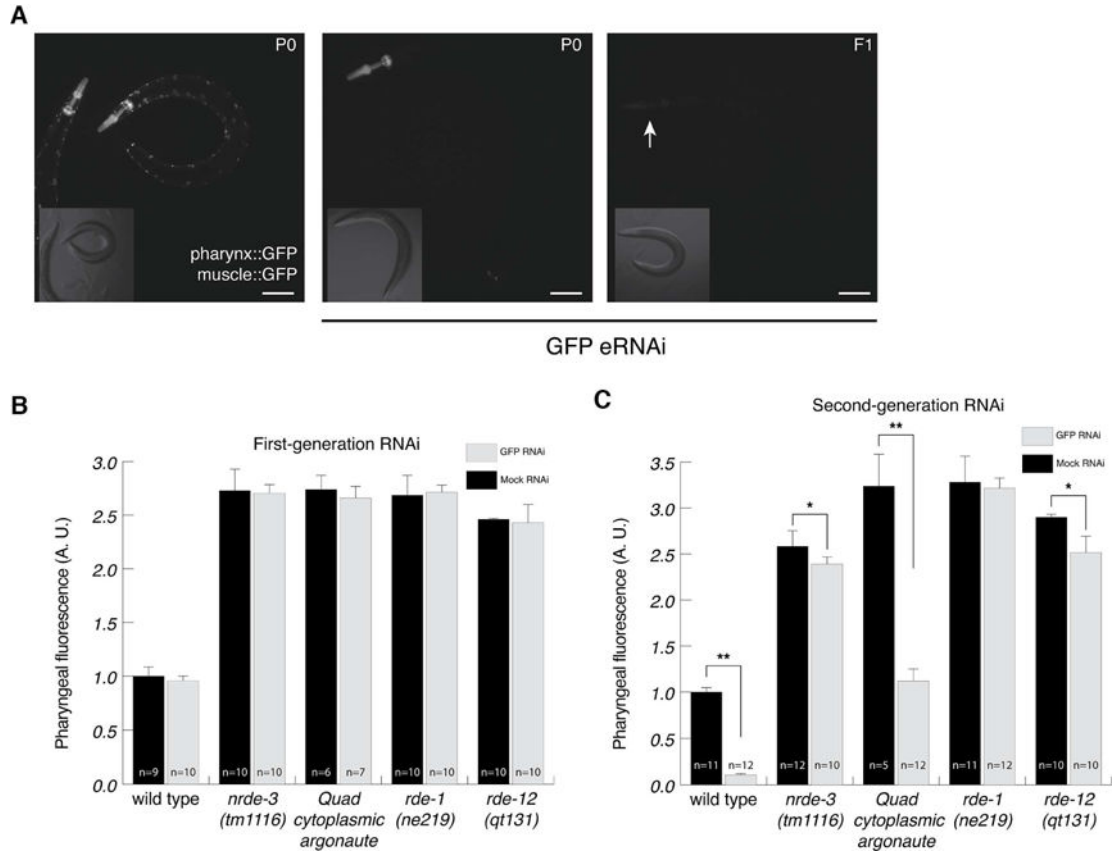 A
P0
P0
F1
pharynx::GFP
muscle::GFP
GFP eRNAi
B
First-generation RNAi
GFP RNAi
Mock RNAi
Pharyngeal fluorescence (A. U.)
3.0
2.5
2.0
1.5
1.0
0.5
0.0
n=9 n=10 n=10 n=10 n=6 n=7 n=10 n=10 n=10 n=10
wild type
nrde-3
(tm1116)
Quad
cytoplasmic
argonaute
rde-1
(ne219)
rde-12
(qt131)
C
Second-generation RNAi
GFP RNAi
Mock RNAi
Pharyngeal fluorescence (A. U.)
3.5
3.0
2.5
2.0
1.5
1.0
0.5
0.0
**
*
**
*
n=11 n=12 n=12 n=10 n=5 n=12 n=11 n=12 n=10 n=10
wild type
nrde-3
(tm1116)
Quad
cytoplasmic
argonaute
rde-1
(ne219)
rde-12
(qt131)